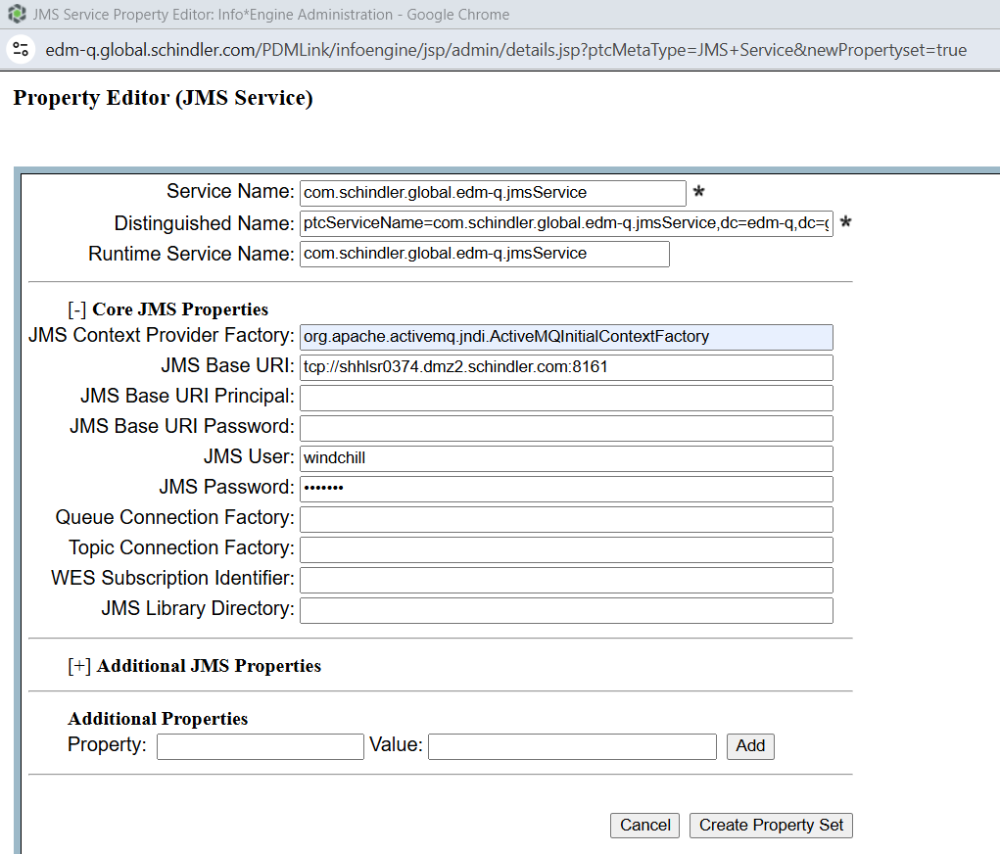 JMS Service Property Editor: Info*Engine Administration - Google Chrome
edm-q.global.schindler.com/PDMLink/infoengine/jsp/admin/details.jsp?ptcMetaType=JMS+Service&newPropertyset=true
Property Editor (JMS Service)
Service Name: com.schindler.global.edm-q.jmsService *
Distinguished Name: ptcServiceName=com.schindler.global.edm-q.jmsService,dc=edm-q,dc=g *
Runtime Service Name: com.schindler.global.edm-q.jmsService
[-] Core JMS Properties
JMS Context Provider Factory: org.apache.activemq.jndi.ActiveMQInitialContextFactory
JMS Base URI: tcp://shhlsr0374.dmz2.schindler.com:8161
JMS Base URI Principal:
JMS Base URI Password:
JMS User: windchill
JMS Password: •••••••
Queue Connection Factory:
Topic Connection Factory:
WES Subscription Identifier:
JMS Library Directory:
[+] Additional JMS Properties
Additional Properties
Property: Value: Add
Cancel Create Property Set